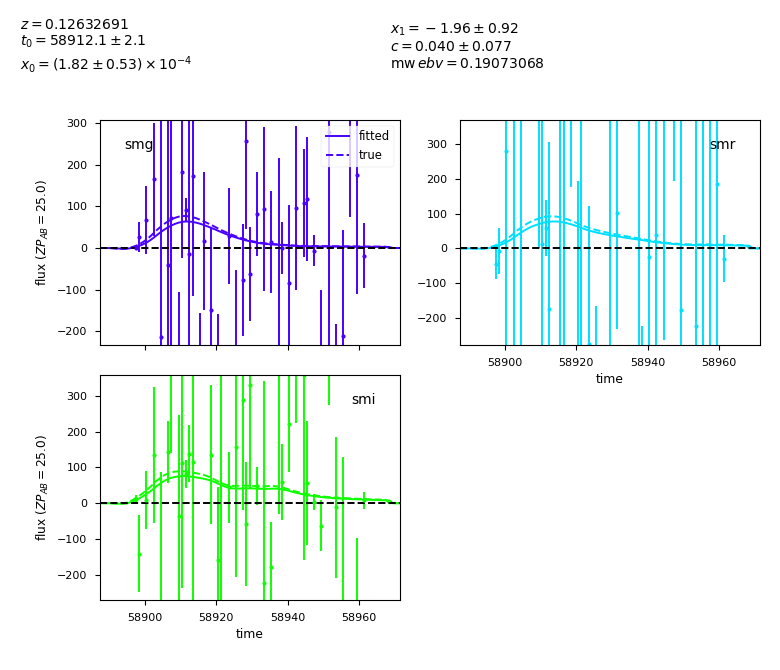 z = 0.12632691
t₀ = 58912.1 ± 2.1
x₀ = (1.82 ± 0.53) × 10⁻⁴
x₁ = −1.96 ± 0.92
c = 0.040 ± 0.077
mw ebv = 0.19073068
smg
fitted
true
300
200
100
0
−100
−200
flux (ZP_AB = 25.0)
smr
300
200
100
0
−100
−200
58900
58920
58940
58960
time
smi
300
200
100
0
−100
−200
flux (ZP_AB = 25.0)
58900
58920
58940
58960
time